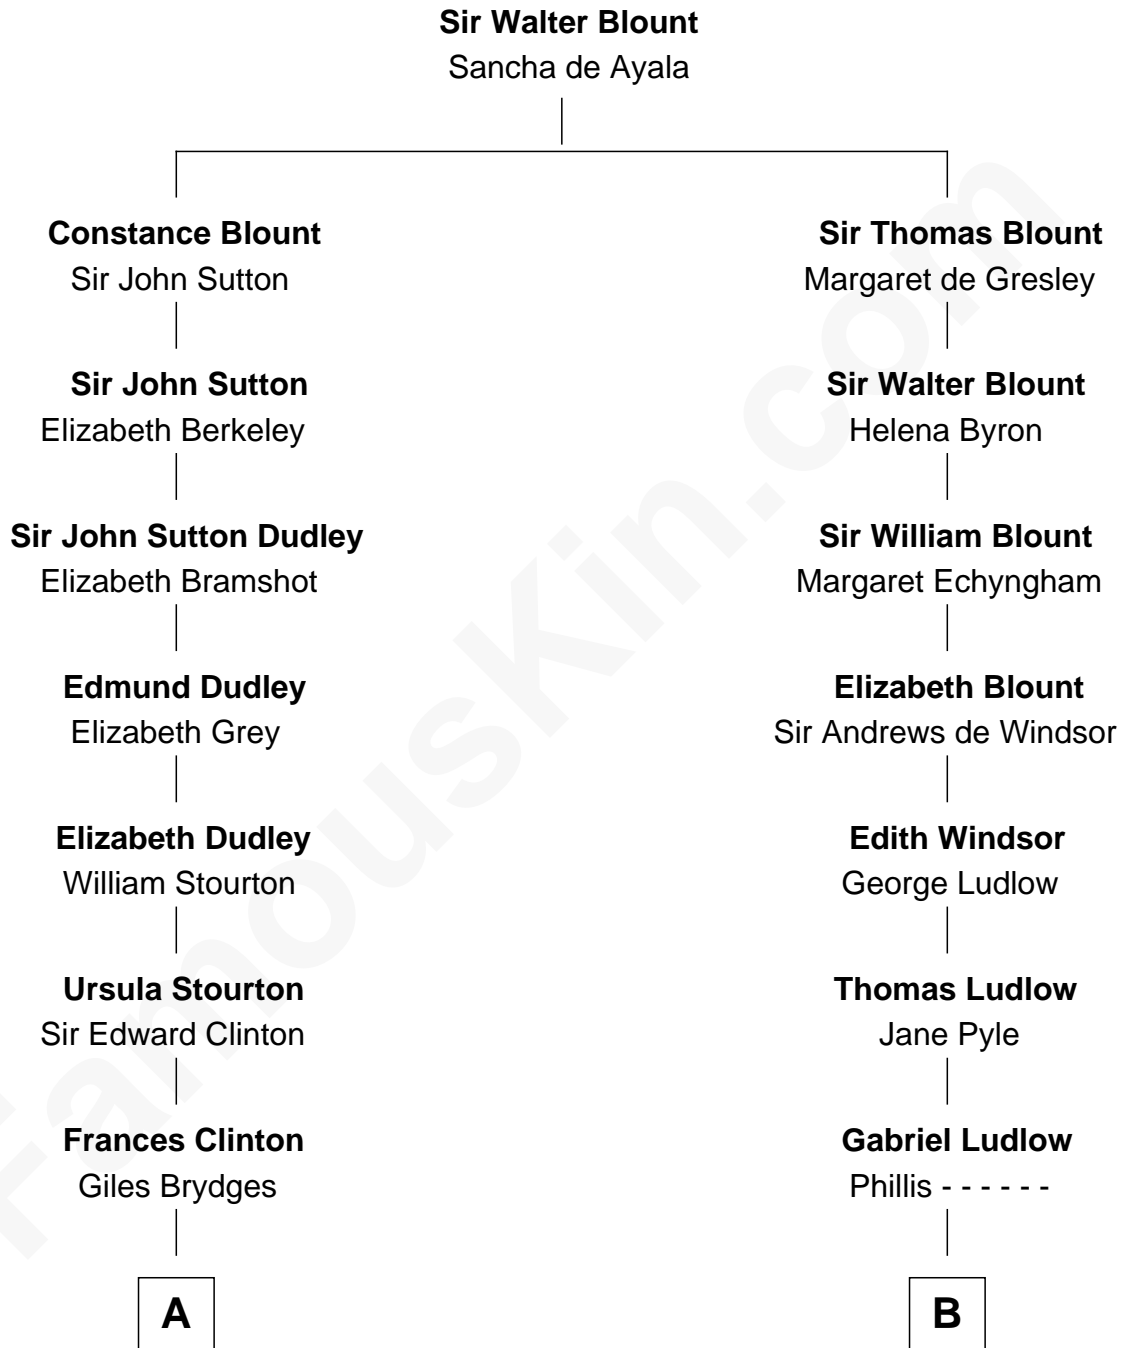 Sir Walter Blount
Sancha de Ayala
Constance Blount
Sir John Sutton
Sir Thomas Blount
Margaret de Gresley
Sir John Sutton
Elizabeth Berkeley
Sir Walter Blount
Helena Byron
Sir John Sutton Dudley
Elizabeth Bramshot
Sir William Blount
Margaret Echyngham
Edmund Dudley
Elizabeth Grey
Elizabeth Blount
Sir Andrews de Windsor
Elizabeth Dudley
William Stourton
Edith Windsor
George Ludlow
Ursula Stourton
Sir Edward Clinton
Thomas Ludlow
Jane Pyle
Frances Clinton
Giles Brydges
Gabriel Ludlow
Phillis - - - - - -
A
B
FamousKin.com